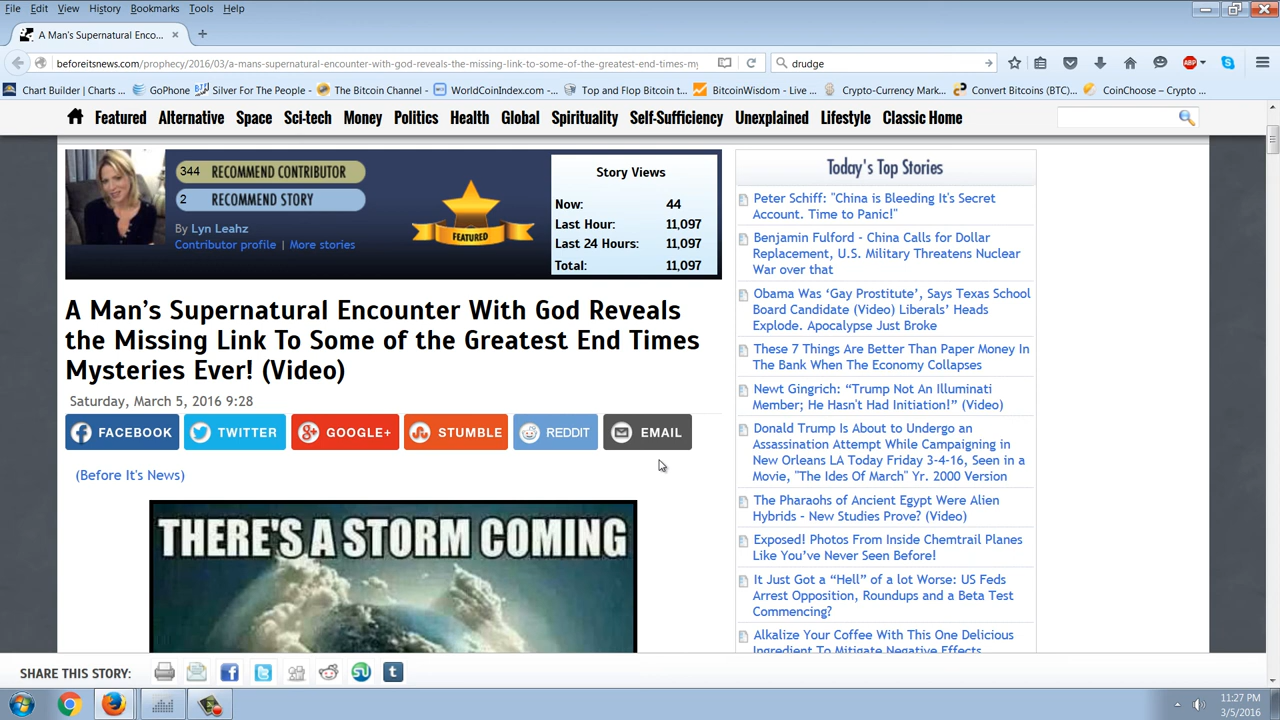 File Edit View History Bookmarks Tools Help
A Man's Supernatural Enco...
beforeitsnews.com/prophecy/2016/03/a-mans-supernatural-encounter-with-god-reveals-the-missing-link-to-some-of-the-greatest-end-times-my
drudge
ABP
Chart Builder | Charts ... GoPhone Silver For The People - ... The Bitcoin Channel - ... WorldCoinIndex.com -... Top and Flop Bitcoin t... BitcoinWisdom - Live ... Crypto-Currency Mark... Convert Bitcoins (BTC)... CoinChoose – Crypto ...
Featured Alternative Space Sci-tech Money Politics Health Global Spirituality Self-Sufficiency Unexplained Lifestyle Classic Home
344 RECOMMEND CONTRIBUTOR
2 RECOMMEND STORY
By Lyn Leahz
Contributor profile | More stories
FEATURED
Story Views
Now: 44
Last Hour: 11,097
Last 24 Hours: 11,097
Total: 11,097
A Man's Supernatural Encounter With God Reveals
the Missing Link To Some of the Greatest End Times
Mysteries Ever! (Video)
Saturday, March 5, 2016 9:28
FACEBOOK TWITTER GOOGLE+ STUMBLE REDDIT EMAIL
(Before It's News)
THERE'S A STORM COMING
Today's Top Stories
Peter Schiff: "China is Bleeding It's Secret
Account. Time to Panic!"
Benjamin Fulford - China Calls for Dollar
Replacement, U.S. Military Threatens Nuclear
War over that
Obama Was ‘Gay Prostitute’, Says Texas School
Board Candidate (Video) Liberals’ Heads
Explode. Apocalypse Just Broke
These 7 Things Are Better Than Paper Money In
The Bank When The Economy Collapses
Newt Gingrich: “Trump Not An Illuminati
Member; He Hasn't Had Initiation!” (Video)
Donald Trump Is About to Undergo an
Assassination Attempt While Campaigning in
New Orleans LA Today Friday 3-4-16, Seen in a
Movie, "The Ides Of March" Yr. 2000 Version
The Pharaohs of Ancient Egypt Were Alien
Hybrids - New Studies Prove? (Video)
Exposed! Photos From Inside Chemtrail Planes
Like You’ve Never Seen Before!
It Just Got a “Hell” of a lot Worse: US Feds
Arrest Opposition, Roundups and a Beta Test
Commencing?
Alkalize Your Coffee With This One Delicious
Ingredient To Mitigate Negative Effects
SHARE THIS STORY:
11:27 PM
3/5/2016